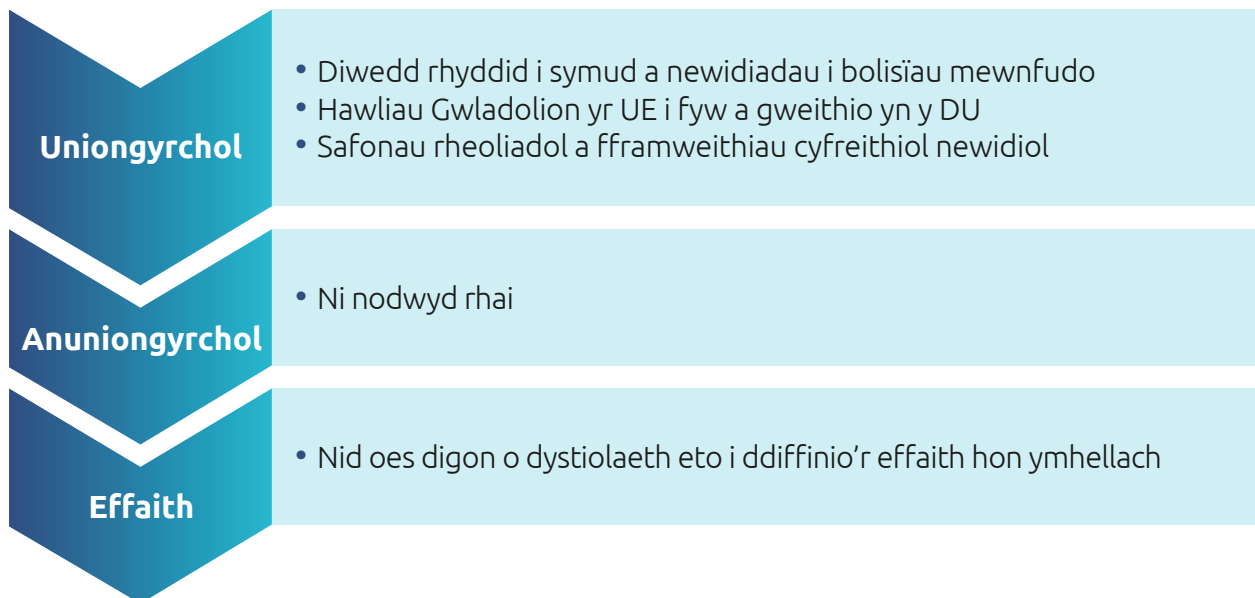 Uniongyrchol
• Diwedd rhyddid i symud a newidiadau i bolisïau mewnfudo
• Hawliau Gwladolion yr UE i fyw a gweithio yn y DU
• Safonau rheoliadol a fframweithiau cyfreithiol newidiol
Anuniongyrchol
• Ni nodwyd rhai
Effaith
• Nid oes digon o dystiolaeth eto i ddiffinio’r effaith hon ymhellach